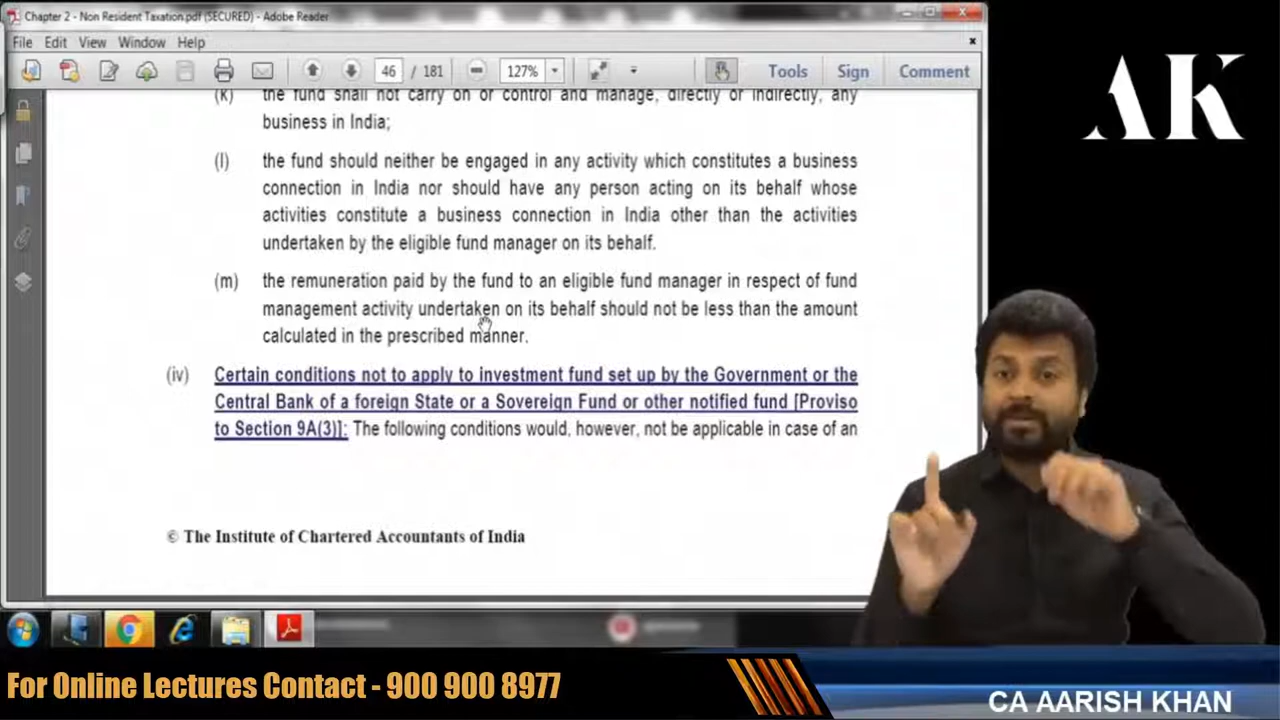 Chapter 2 - Non Resident Taxation.pdf (SECURED) - Adobe Reader
File Edit View Window Help
46 / 181 127% Tools Sign Comment
AK
(k) the fund shall not carry on or control and manage, directly or indirectly, any
business in India;
(l) the fund should neither be engaged in any activity which constitutes a business
connection in India nor should have any person acting on its behalf whose
activities constitute a business connection in India other than the activities
undertaken by the eligible fund manager on its behalf.
(m) the remuneration paid by the fund to an eligible fund manager in respect of fund
management activity undertaken on its behalf should not be less than the amount
calculated in the prescribed manner.
(iv) Certain conditions not to apply to investment fund set up by the Government or the
Central Bank of a foreign State or a Sovereign Fund or other notified fund [Proviso
to Section 9A(3)]: The following conditions would, however, not be applicable in case of an
© The Institute of Chartered Accountants of India
For Online Lectures Contact - 900 900 8977
CA AARISH KHAN